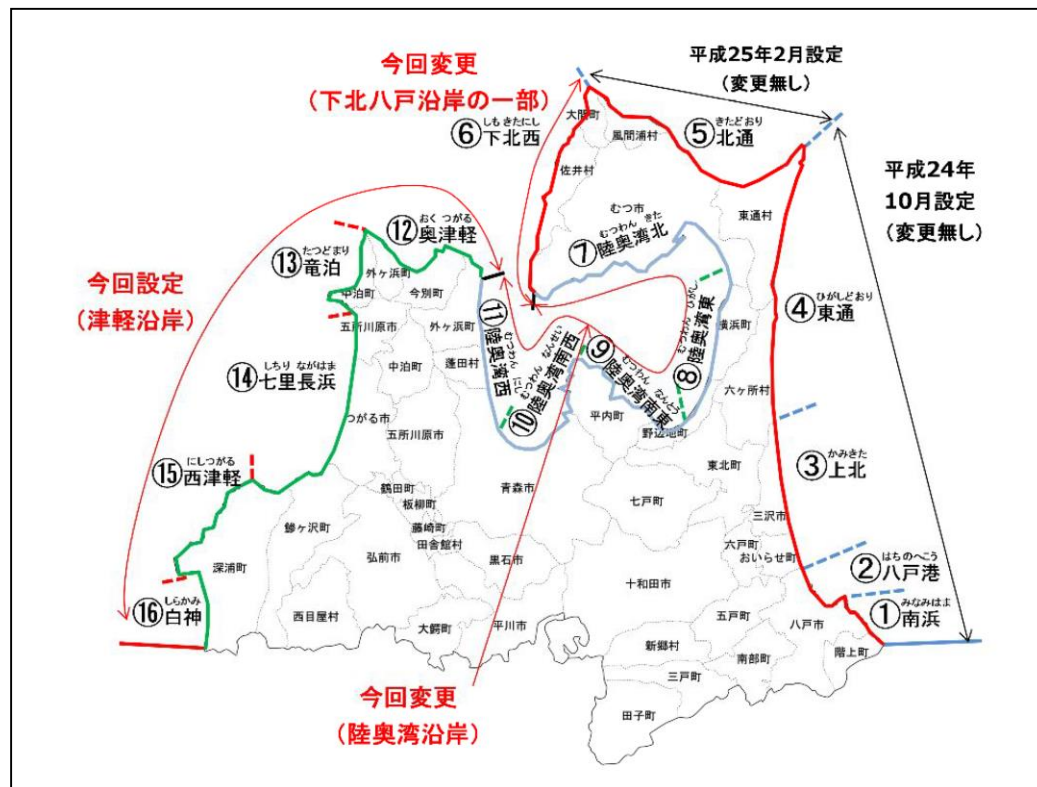 平成25年2月設定
（変更無し）
今回変更
（下北八戸沿岸の一部）
⑥下北西
しもきたにし
大間町
風間浦村
⑤北通
きたどおり
佐井村
平成24年
10月設定
（変更無し）
むつ市
⑦陸奥湾北
むつわん きた
東通村
⑫奥津軽
おく つがる
⑬竜泊
たつどまり
外ヶ浜町
中泊町
今別町
今回設定
（津軽沿岸）
五所川原市
外ヶ浜町
⑪陸奥湾西
むつわん にし
④東通
ひがしどおり
横浜町
⑧陸奥湾東
むつわん ひがし
⑭七里長浜
しちり ながはま
中泊町
蓬田村
⑩陸奥湾南西
むつわん なんせい
⑨陸奥湾南東
むつわん なんとう
六ヶ所村
つがる市
平内町
野辺地町
五所川原市
⑮西津軽
にしつがる
東北町
③上北
かみきた
鶴田町
板柳町
青森市
七戸町
鰺ヶ沢町
藤崎町
田舎館村
三沢市
六戸町
おいらせ町
深浦町
弘前市
黒石市
②八戸港
はちのへこう
十和田市
⑯白神
しらかみ
西目屋村
大鰐町
平川市
五戸町
八戸市
①南浜
みなみはま
新郷村
南部町
階上町
三戸町
田子町
今回変更
（陸奥湾沿岸）